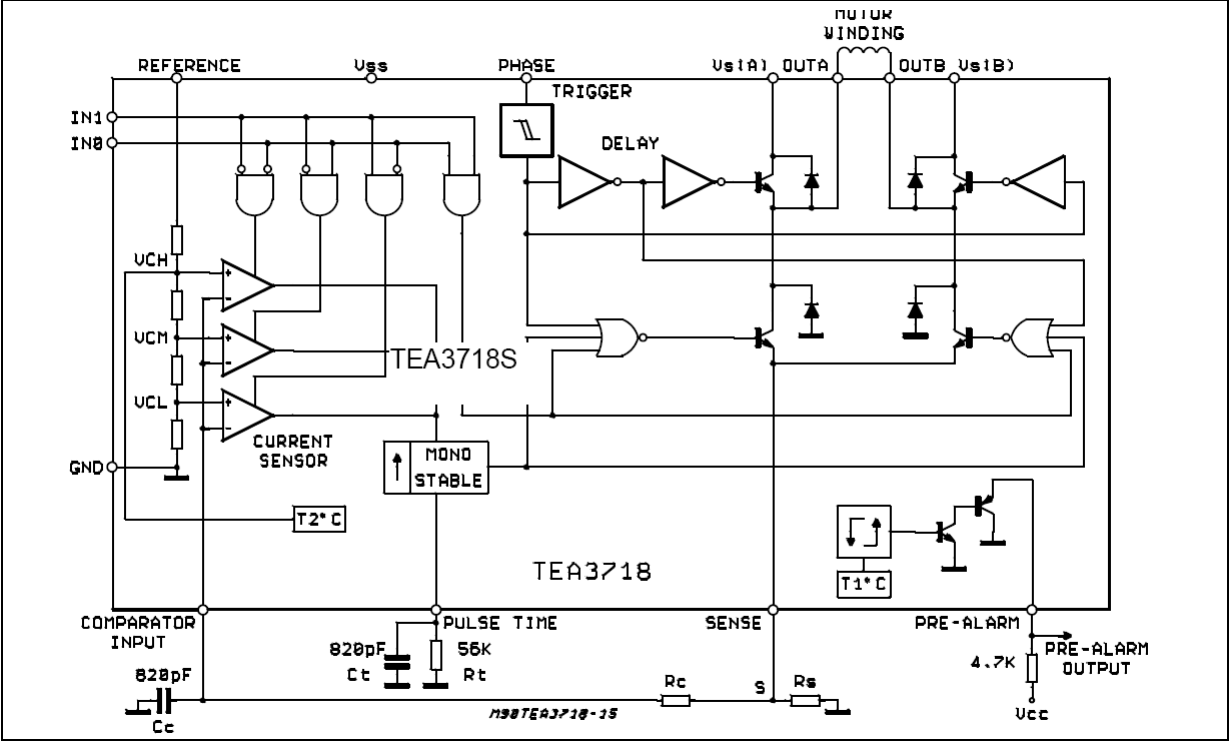 MOTOR
WINDING
REFERENCE
Vss
PHASE
Vs(A)
OUTA
OUTB
Vs(B)
TRIGGER
IN1
IN0
DELAY
VCH
+
-
VCM
+
-
TEA3718S
VCL
+
-
CURRENT
SENSOR
GND
MONO
STABLE
T2°C
TEA3718
T1°C
COMPARATOR
INPUT
PULSE TIME
SENSE
PRE-ALARM
820pF
Ct
56K
Rt
4.7K
PRE-ALARM
OUTPUT
820pF
Cc
Rc
S
Rs
M90TEA3718-15
Vcc